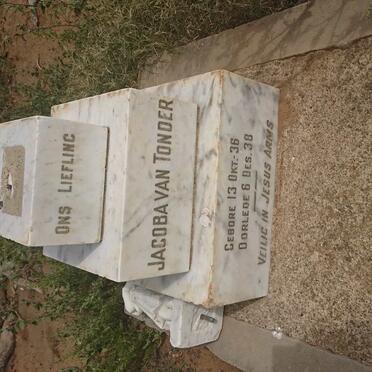 ONS LIEFLING
JACOBA VAN TONDER
GEBORE 13 OKT. 36
OORLEDE 6 DES. 38
VEILIG IN JESUS ARMS